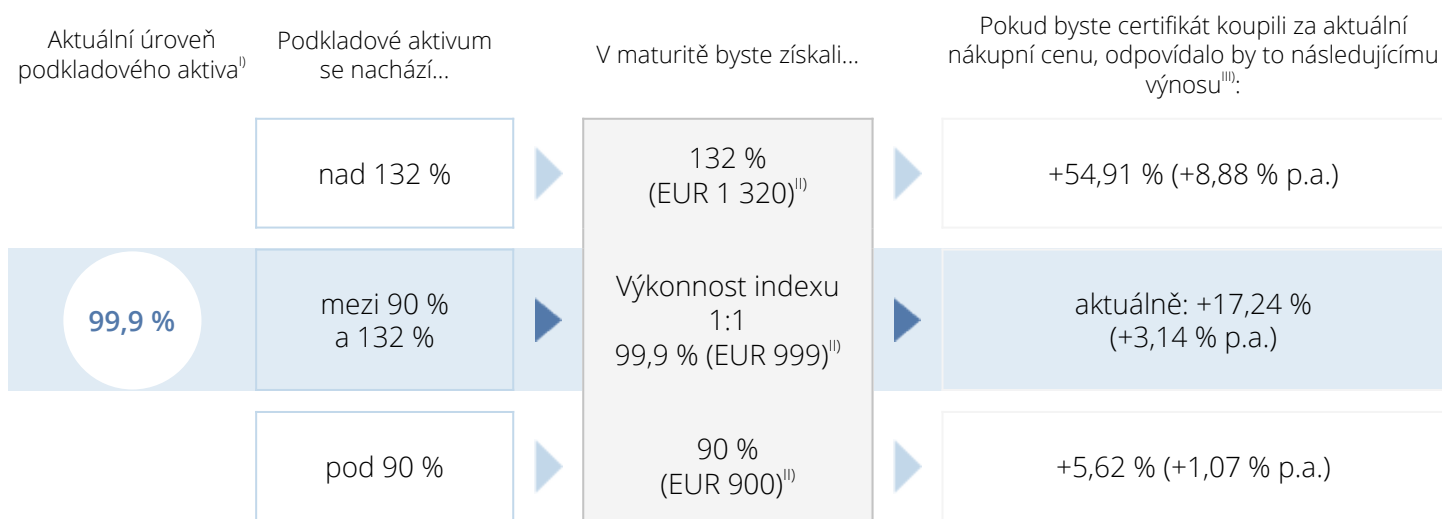 Aktuální úroveň
podkladového aktiva I)
Podkladové aktivum
se nachází...
V maturitě byste získali...
Pokud byste certifikát koupili za aktuální
nákupní cenu, odpovídalo by to následujícímu
výnosu III):
nad 132 %
132 %
(EUR 1 320) II)
+54,91 % (+8,88 % p.a.)
99,9 %
mezi 90 %
a 132 %
Výkonnost indexu
1:1
99,9 % (EUR 999) II)
aktuálně: +17,24 %
(+3,14 % p.a.)
pod 90 %
90 %
(EUR 900) II)
+5,62 % (+1,07 % p.a.)